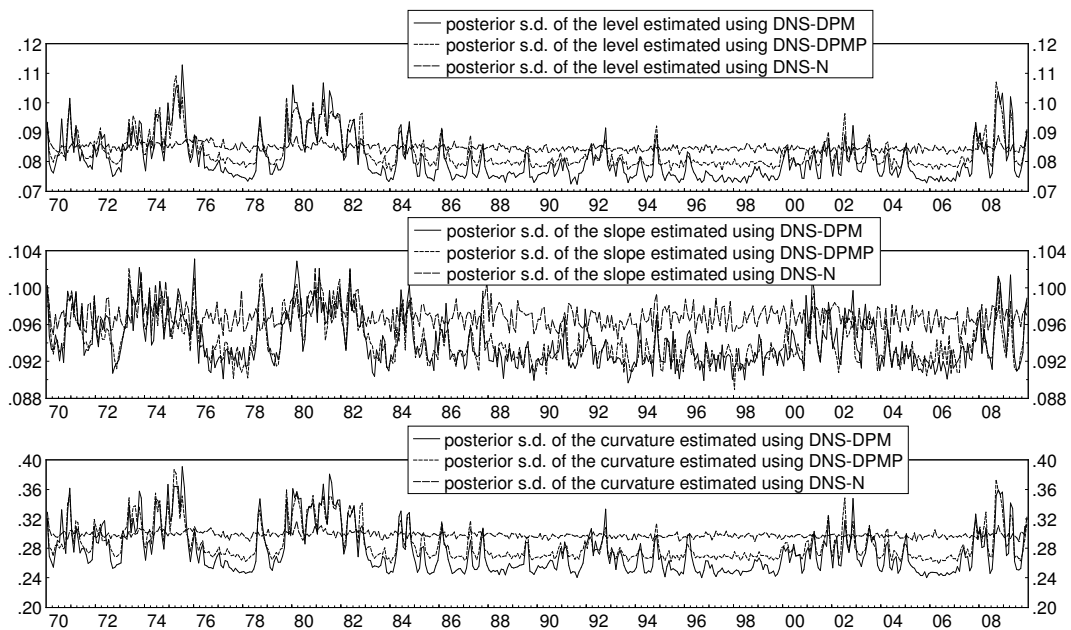 posterior s.d. of the level estimated using DNS-DPM
posterior s.d. of the level estimated using DNS-DPMP
posterior s.d. of the level estimated using DNS-N
.12 .12
.11 .11
.10 .10
.09 .09
.08 .08
.07 .07
70 72 74 76 78 80 82 84 86 88 90 92 94 96 98 00 02 04 06 08
posterior s.d. of the slope estimated using DNS-DPM
posterior s.d. of the slope estimated using DNS-DPMP
posterior s.d. of the slope estimated using DNS-N
.104 .104
.100 .100
.096 .096
.092 .092
.088 .088
70 72 74 76 78 80 82 84 86 88 90 92 94 96 98 00 02 04 06 08
posterior s.d. of the curvature estimated using DNS-DPM
posterior s.d. of the curvature estimated using DNS-DPMP
posterior s.d. of the curvature estimated using DNS-N
.40 .40
.36 .36
.32 .32
.28 .28
.24 .24
.20 .20
70 72 74 76 78 80 82 84 86 88 90 92 94 96 98 00 02 04 06 08